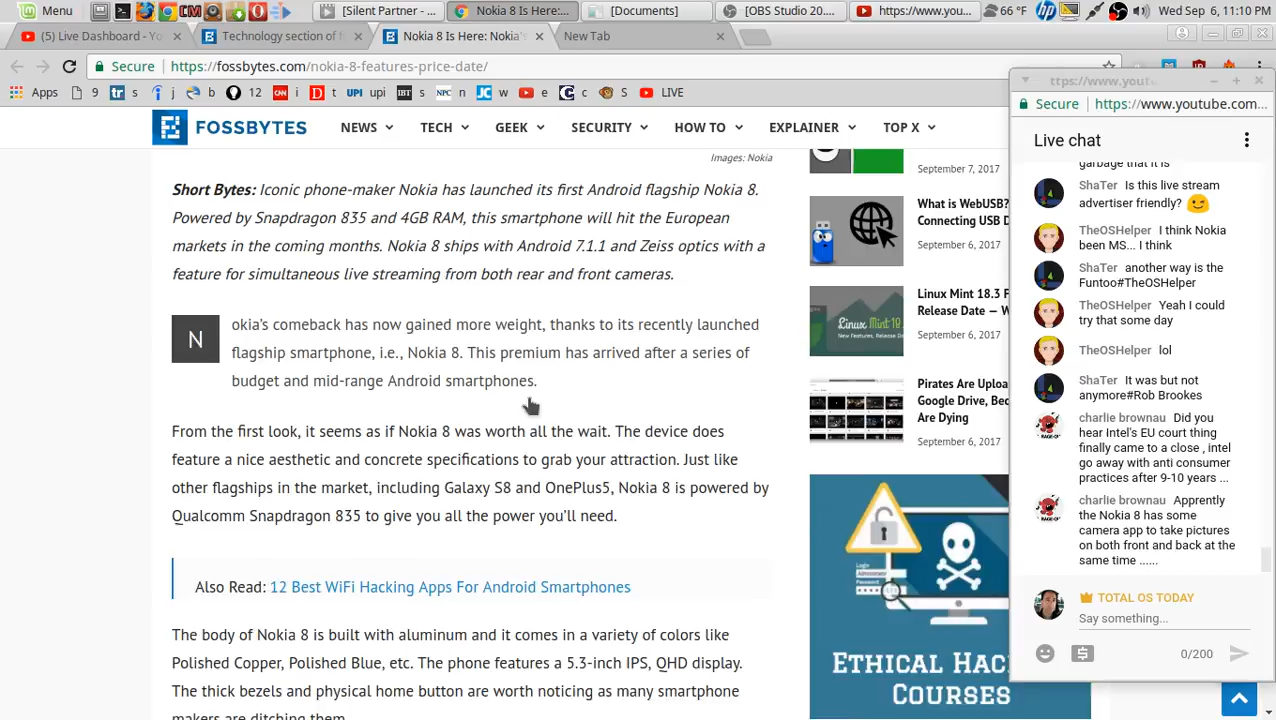 Menu
[Silent Partner - ...
Nokia 8 Is Here:...
[Documents]
[OBS Studio 20....
https://www.you...
66 °F
Wed Sep 6, 11:10 PM
(5) Live Dashboard - Yo
Technology section of f
Nokia 8 Is Here: Nokia's
New Tab
Secure
https://fossbytes.com/nokia-8-features-price-date/
Apps
9
s
j
b
12
i
t
upi
s
n
w
e
c
S
LIVE
FOSSBYTES
NEWS
TECH
GEEK
SECURITY
HOW TO
EXPLAINER
TOP X
Images: Nokia
Short Bytes: Iconic phone-maker Nokia has launched its first Android flagship Nokia 8.
Powered by Snapdragon 835 and 4GB RAM, this smartphone will hit the European
markets in the coming months. Nokia 8 ships with Android 7.1.1 and Zeiss optics with a
feature for simultaneous live streaming from both rear and front cameras.
N
okia's comeback has now gained more weight, thanks to its recently launched
flagship smartphone, i.e., Nokia 8. This premium has arrived after a series of
budget and mid-range Android smartphones.
From the first look, it seems as if Nokia 8 was worth all the wait. The device does
feature a nice aesthetic and concrete specifications to grab your attraction. Just like
other flagships in the market, including Galaxy S8 and OnePlus5, Nokia 8 is powered by
Qualcomm Snapdragon 835 to give you all the power you'll need.
Also Read: 12 Best WiFi Hacking Apps For Android Smartphones
The body of Nokia 8 is built with aluminum and it comes in a variety of colors like
Polished Copper, Polished Blue, etc. The phone features a 5.3-inch IPS, QHD display.
The thick bezels and physical home button are worth noticing as many smartphone
makers are ditching them.
September 7, 2017
What is WebUSB?
Connecting USB D
September 6, 2017
Linux Mint 18.3
Release Date —
September 6, 2017
Pirates Are Uploa
Google Drive, Bec
Are Dying
September 6, 2017
Login
ETHICAL HAC
COURSES
ttps://www.yout
Secure
https://www.youtube.com...
Live chat
garbage that it is
ShaTer Is this live stream
advertiser friendly?
TheOSHelper I think Nokia
been MS... I think
ShaTer another way is the
Funtoo#TheOSHelper
TheOSHelper Yeah I could
try that some day
TheOSHelper lol
ShaTer It was but not
anymore#Rob Brookes
charlie brownau Did you
hear Intel's EU court thing
finally came to a close , intel
go away with anti consumer
practices after 9-10 years ...
charlie brownau Apprently
the Nokia 8 has some
camera app to take pictures
on both front and back at the
same time ......
TOTAL OS TODAY
Say something...
0/200